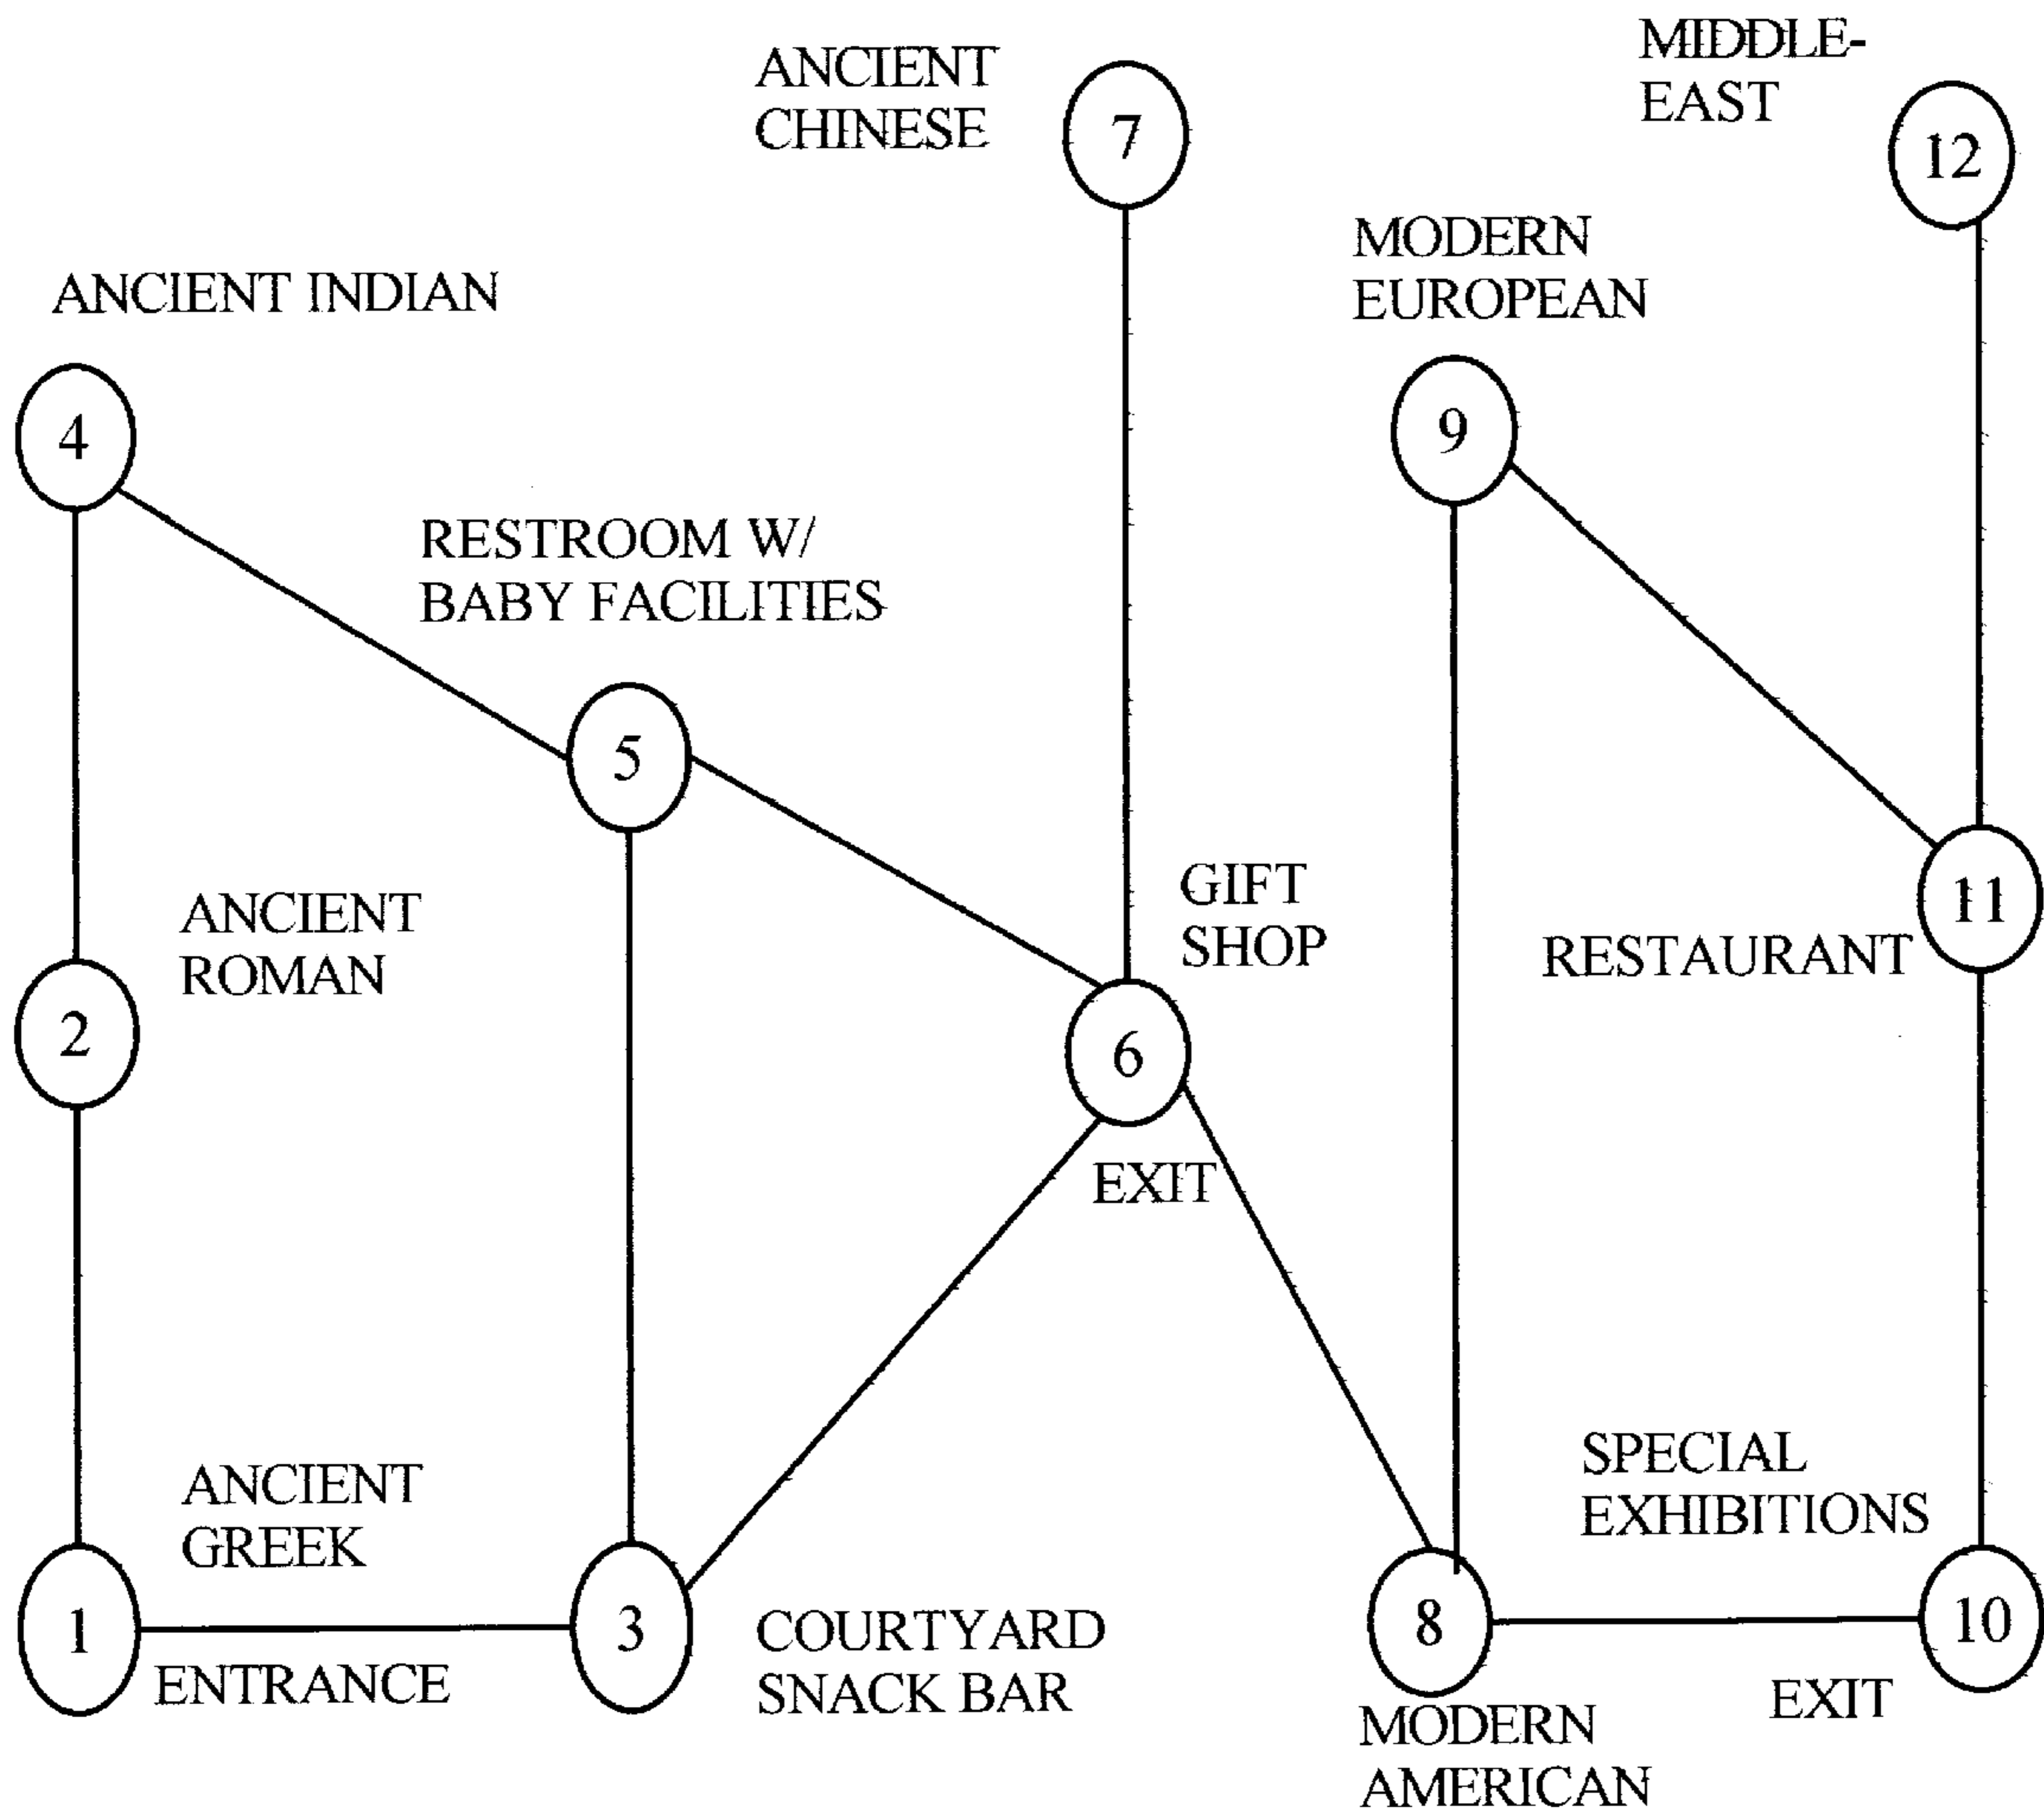 MIDDLE-
EAST
ANCIENT
CHINESE
7
12
MODERN
EUROPEAN
ANCIENT INDIAN
4
9
RESTROOM W/
BABY FACILITIES
5
GIFT
SHOP
11
RESTAURANT
ANCIENT
ROMAN
2
6
EXIT
ANCIENT
GREEK
SPECIAL
EXHIBITIONS
1
3
8
10
ENTRANCE
COURTYARD
SNACK BAR
EXIT
MODERN
AMERICAN